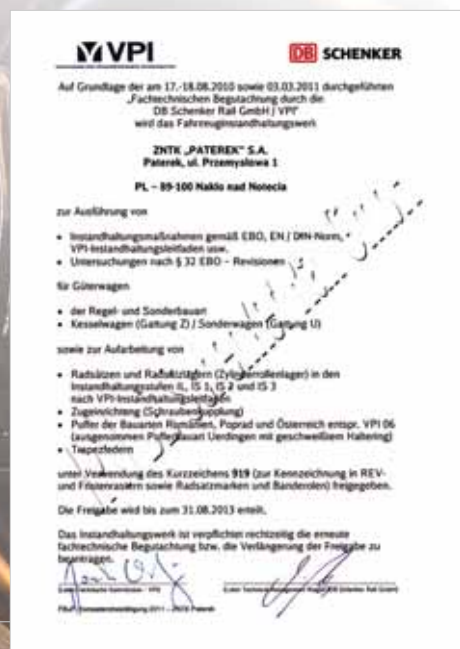 VPI
DB SCHENKER
Auf Grundlage der am 17.-18.08.2010 sowie 03.03.2011 durchgeführten
„Fachtechnischen Begutachtung durch die
DB Schenker Rail GmbH / VPI"
wird das Fahrzeuginstandhaltungswerk
ZNTK „PATEREK" S.A.
Paterek, ul. Przemysłowa 1
PL – 89-100 Nakło nad Notecia
zur Ausführung von
• Instandhaltungsmaßnahmen gemäß EBO, EN / DIN-Norm,
VPI-Instandhaltungsleitfaden usw.
• Untersuchungen nach § 32 EBO – Revisionen
für Güterwagen
• der Regel- und Sonderbauart
• Kesselwagen (Gattung Z) / Sonderwagen (Gattung U)
sowie zur Aufarbeitung von
• Radsätzen und Radsatzlagern (Zylinderrollenlager) in den
Instandhaltungsstufen IL, IS 1, IS 2 und IS 3
nach VPI-Instandhaltungsleitfaden
• Zugeinrichtung (Schraubenkupplung)
• Puffer der Bauarten Rumänien, Poprad und Österreich entspr. VPI 06
(ausgenommen Pufferbauart Uerdingen mit geschweißtem Haltering)
• Trapezfedern
unter Verwendung des Kurzzeichens 919 (zur Kennzeichnung in REV-
und Fristenrastern sowie Radsatzmarken und Banderolen) freigegeben.
Die Freigabe wird bis zum 31.08.2013 erteilt.
Das Instandhaltungswerk ist verpflichtet rechtzeitig die erneute
fachtechnische Begutachtung bzw. die Verlängerung der Freigabe zu
beantragen.